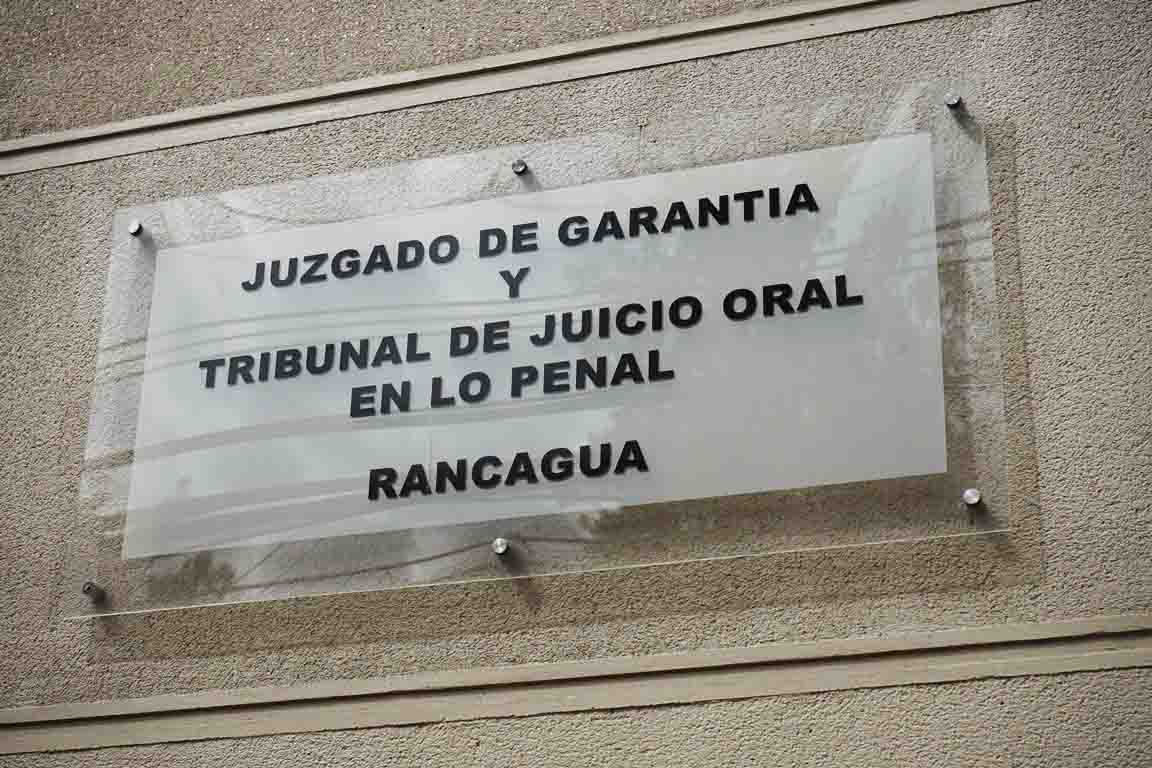 JUZGADO DE GARANTIA
Y
TRIBUNAL DE JUICIO ORAL
EN LO PENAL
RANCAGUA